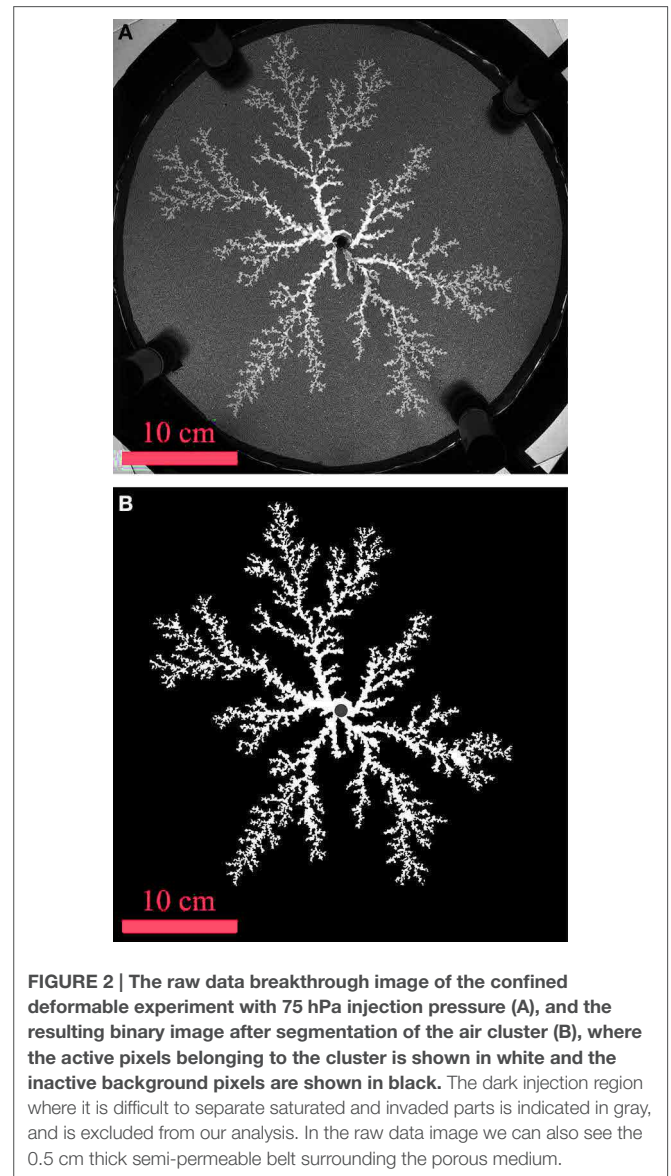 A
10 cm
B
10 cm
FIGURE 2 | The raw data breakthrough image of the confined
deformable experiment with 75 hPa injection pressure (A), and the
resulting binary image after segmentation of the air cluster (B), where
the active pixels belonging to the cluster is shown in white and the
inactive background pixels are shown in black. The dark injection region
where it is difficult to separate saturated and invaded parts is indicated in gray,
and is excluded from our analysis. In the raw data image we can also see the
0.5 cm thick semi-permeable belt surrounding the porous medium.